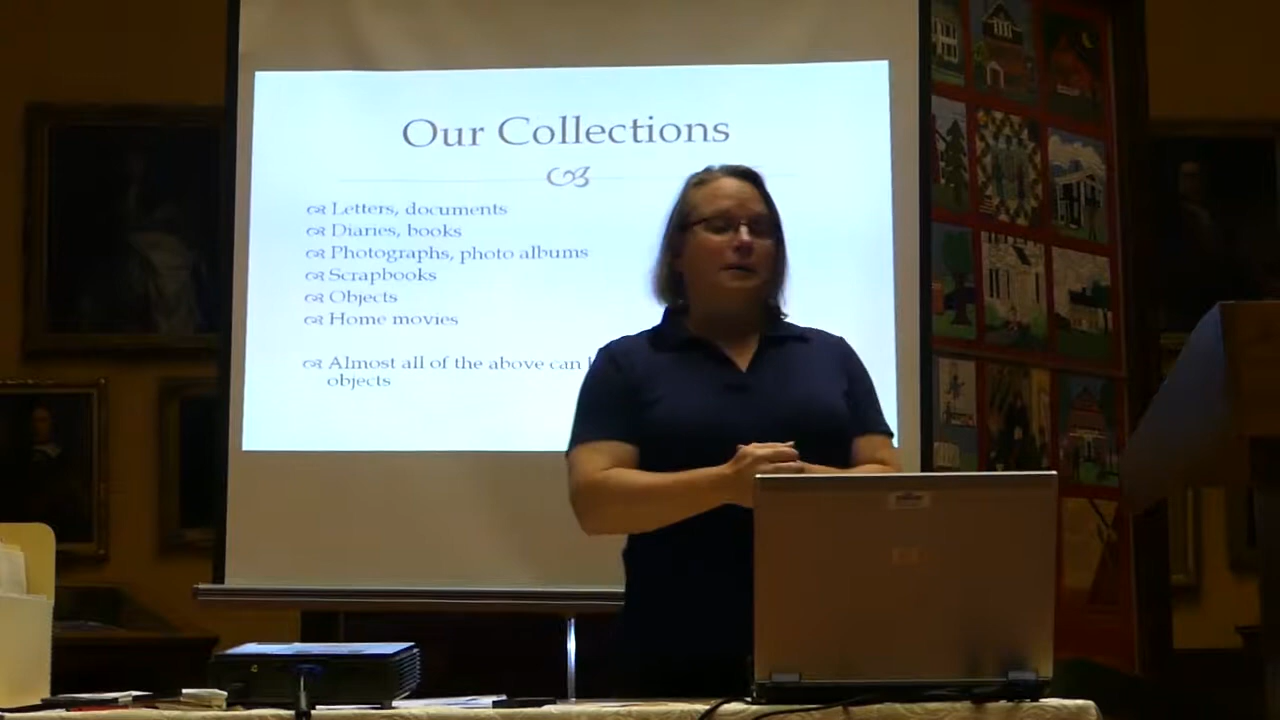 Our Collections
Letters, documents
Diaries, books
Photographs, photo albums
Scrapbooks
Objects
Home movies
Almost all of the above can
objects